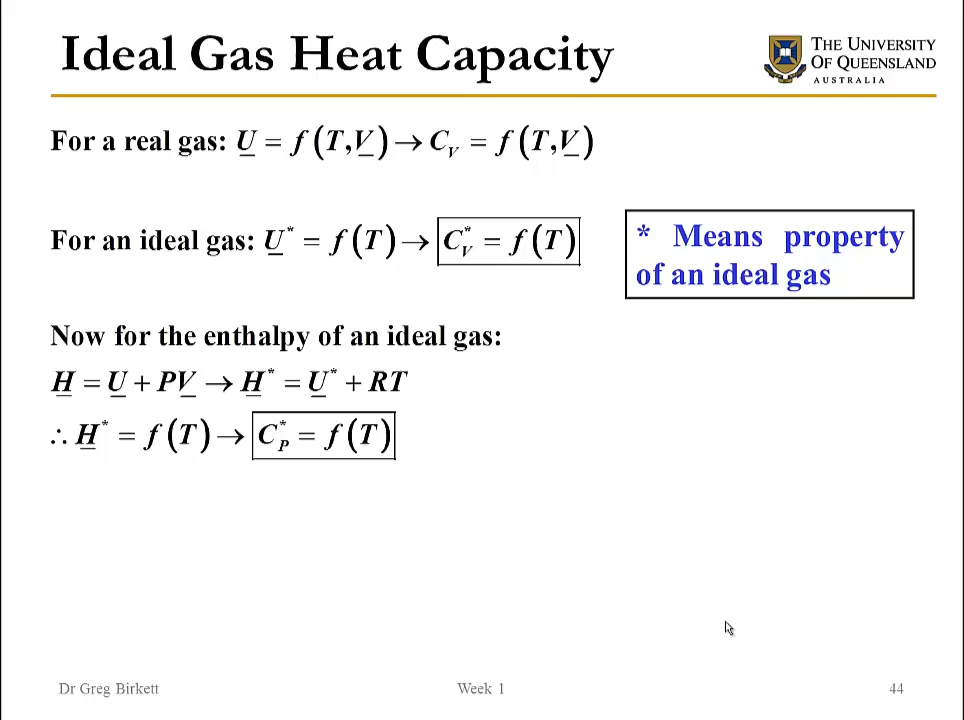 Ideal Gas Heat Capacity
THE UNIVERSITY
OF QUEENSLAND
AUSTRALIA
For a real gas: U̲ = f (T,V̲) → C_V = f (T,V̲)
For an ideal gas: U̲* = f (T) → C*_V = f (T)
* Means property
of an ideal gas
Now for the enthalpy of an ideal gas:
H̲ = U̲ + PV̲ → H̲* = U̲* + RT
∴ H̲* = f (T) → C*_P = f (T)
Dr Greg Birkett
Week 1
44